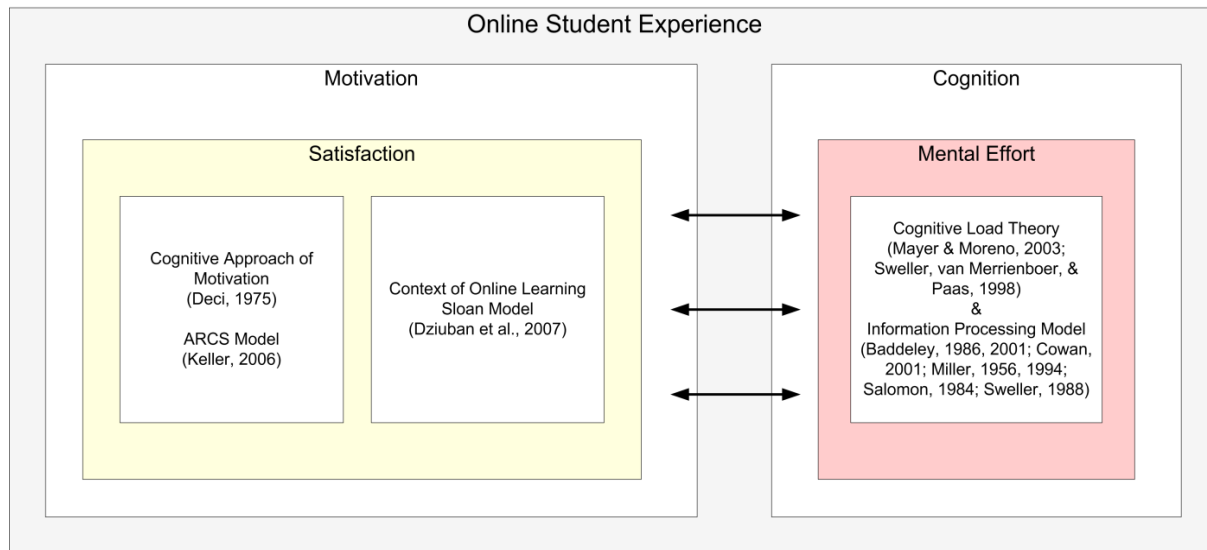 Online Student Experience
Motivation
Satisfaction
Cognitive Approach of
Motivation
(Deci, 1975)
ARCS Model
(Keller, 2006)
Context of Online Learning
Sloan Model
(Dziuban et al., 2007)
Cognition
Mental Effort
Cognitive Load Theory
(Mayer & Moreno, 2003;
Sweller, van Merrienboer, &
Paas, 1998)
&
Information Processing Model
(Baddeley, 1986, 2001; Cowan,
2001; Miller, 1956, 1994;
Salomon, 1984; Sweller, 1988)